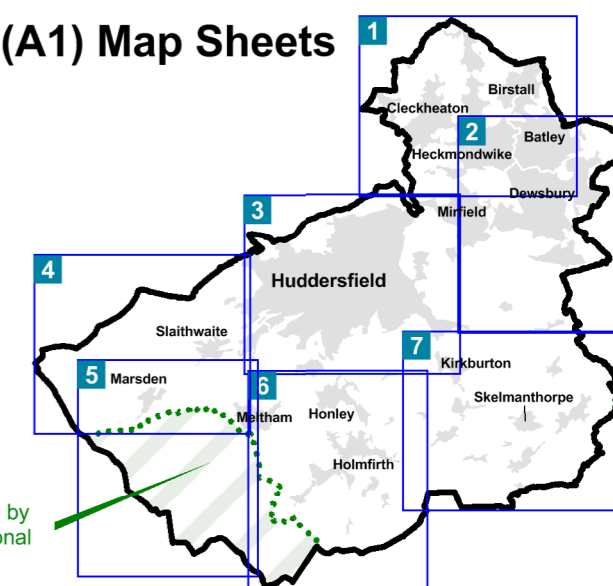 (A1) Map Sheets
1
Birstall
Cleckheaton
2
Batley
Heckmondwike
Dewsbury
3
Mirfield
4
Huddersfield
Slaithwaite
7
Kirkburton
5
Marsden
6
Skelmanthorpe
Meltham
Honley
Holmfirth
by
onal